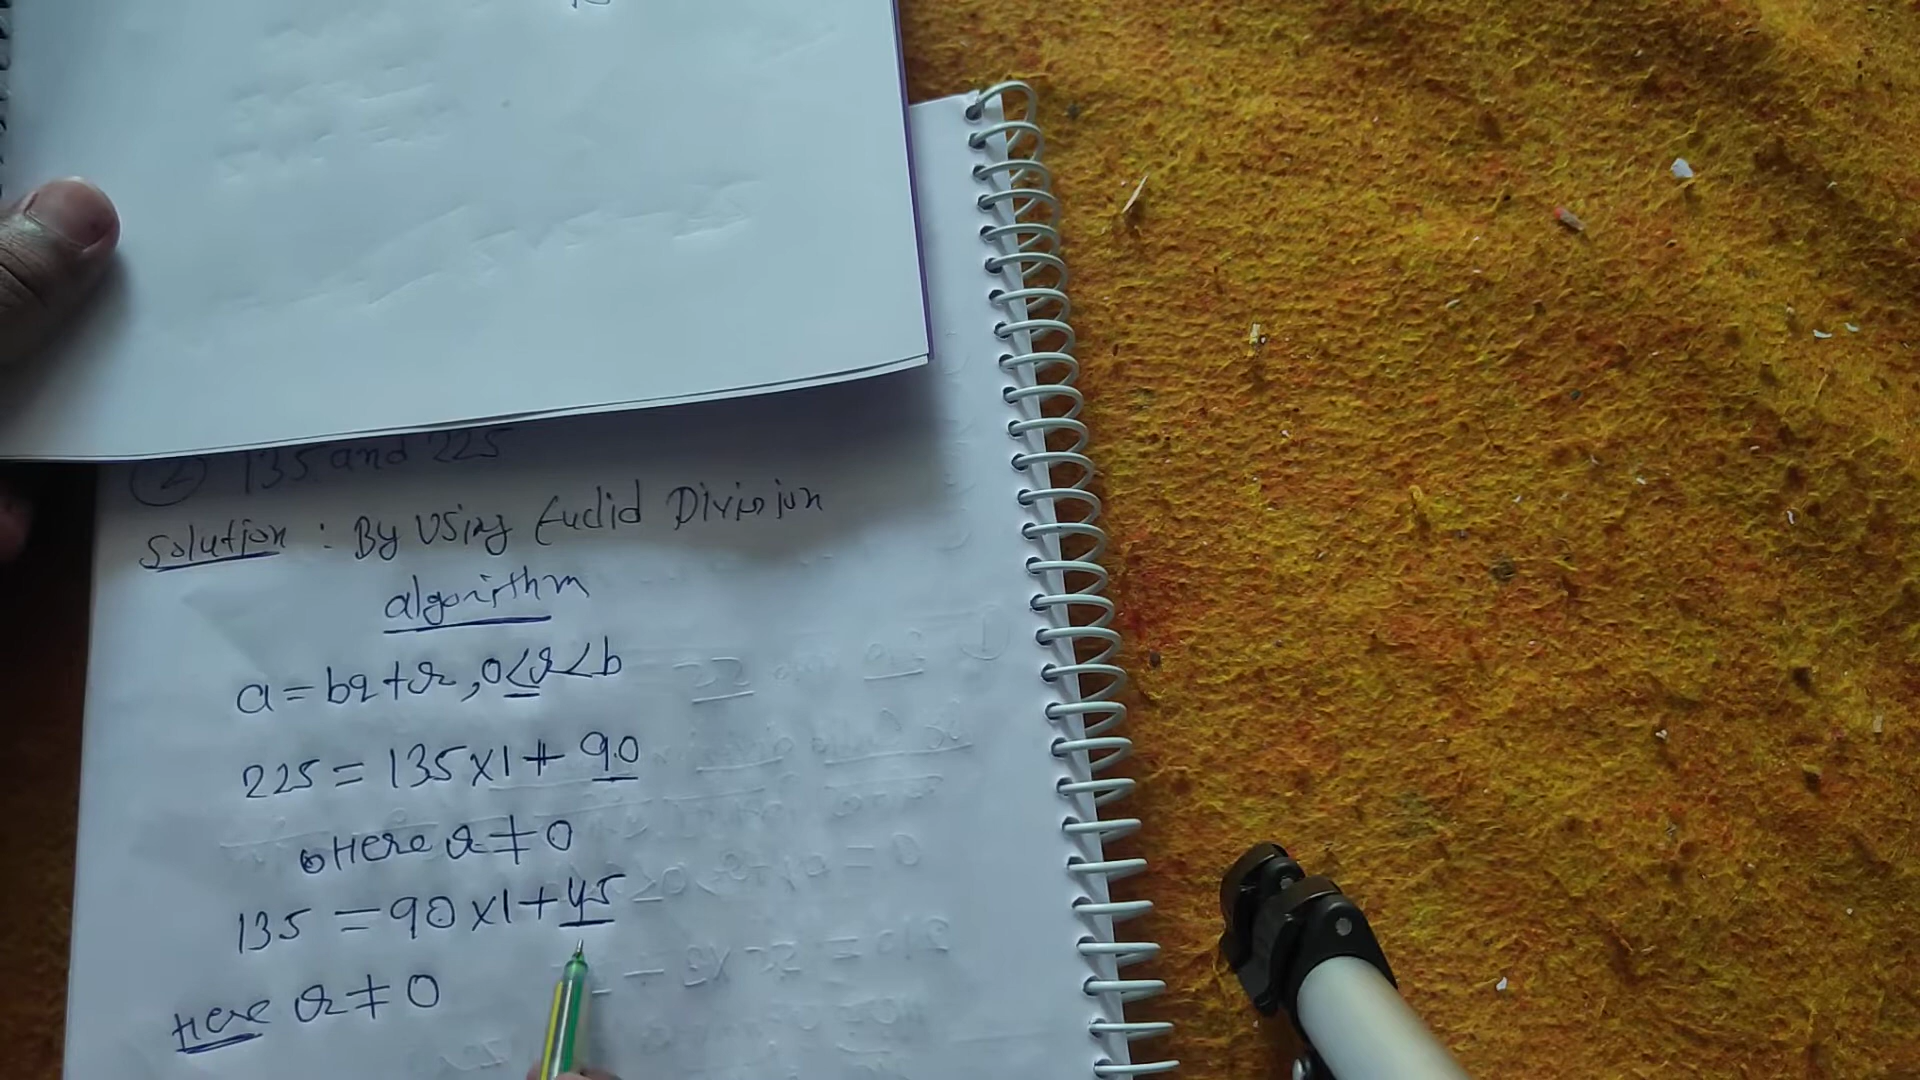 ② 135 and 225
Solution : By Using Euclid Division
algorithm
a = bq + r , 0 ≤ r < b
225 = 135 x 1 + 90
Here r ≠ 0
135 = 90 x 1 + 45
Here r ≠ 0